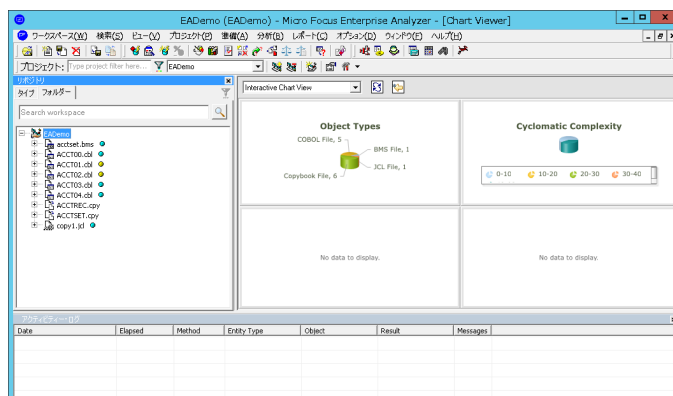 EADemo (EADemo) - Micro Focus Enterprise Analyzer - [Chart Viewer]
ワークスペース(W) 検索(S) ビュー(V) プロジェクト(P) 準備(A) 分析(B) レポート(C) オプション(D) ウィンドウ(E) ヘルプ(H)
プロジェクト: Type project filter here... EADemo
リポジトリ
タイプ フォルダー
Interactive Chart View
Search workspace
EADemo
acctset.bms
ACCT00.cbl
ACCT01.cbl
ACCT02.cbl
ACCT03.cbl
ACCT04.cbl
ACCTREC.cpy
ACCTSET.cpy
copy1.jcl
Object Types
COBOL File, 5
BMS File, 1
JCL File, 1
Copybook File, 6
Cyclomatic Complexity
0-10 10-20 20-30 30-40
No data to display.
No data to display.
アクティビティー・ログ
Date Elapsed Method Entity Type Object Result Messages